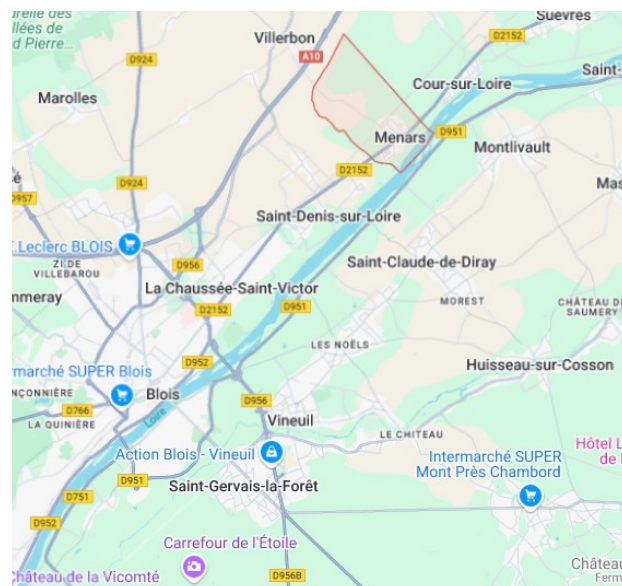 urelle des
llées de
d Pierre...
Villerbon
Suèvres
D2152
D924
A10
Cour-sur-Loire
Saint-
Marolles
Menars
D951
Montlivault
D2152
D924
Mas
D957
Saint-Denis-sur-Loire
Leclerc BLOIS
ZI DE
VILLEBAROU
D956
Saint-Claude-de-Diray
La Chaussée-Saint-Victor
mmeray
D2152
D951
MOREST
CHÂTEAU DE
SAUMERY
LES NOËLS
D952
rmarché SUPER Blois
Huisseau-sur-Cosson
NÇONNIÈRE
D766
Blois
D956
Loire
LA QUINIÈRE
Vineuil
LE CHITEAU
Action Blois - Vineuil
Intermarché SUPER
Mont Près Chambord
Hôtel L
de
D951
Saint-Gervais-la-Forêt
D751
D952
Carrefour de l'Étoile
Château de la Vicomté
D956B
Château
Ferm